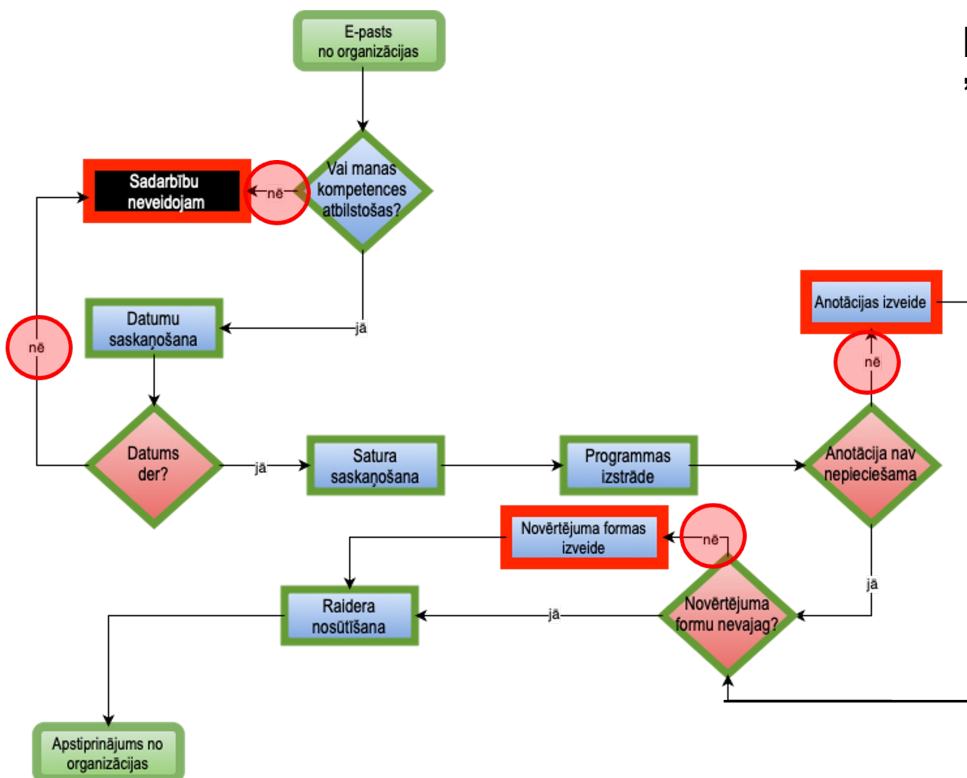 E-pasts
no organizācijas
Vai manas
kompetences
atbilstošas?
nē
Sadarbību
neveidojam
jā
Datumu
saskaņošana
nē
Datums
der?
jā
Satura
saskaņošana
Programmas
izstrāde
Anotācija nav
nepieciešama
nē
Anotācijas izveide
jā
Novērtējuma
formu nevajag?
nē
Novērtējuma formas
izveide
jā
Raidera
nosūtīšana
Apstiprinājums no
organizācijas